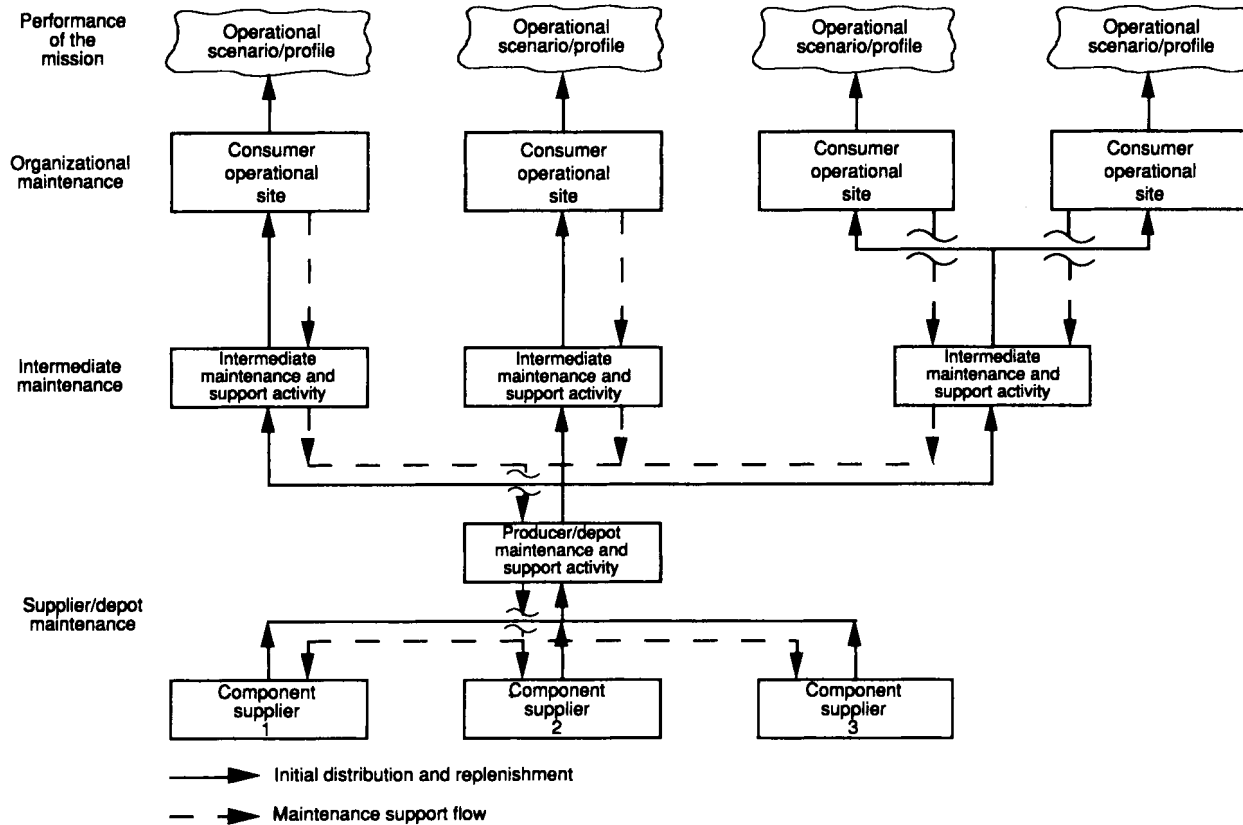 Performance
of the
mission
Operational
scenario/profile
Operational
scenario/profile
Operational
scenario/profile
Operational
scenario/profile
Organizational
maintenance
Consumer
operational
site
Consumer
operational
site
Consumer
operational
site
Consumer
operational
site
Intermediate
maintenance
Intermediate
maintenance and
support activity
Intermediate
maintenance and
support activity
Intermediate
maintenance and
support activity
Producer/depot
maintenance and
support activity
Supplier/depot
maintenance
Component
supplier
1
Component
supplier
2
Component
supplier
3
Initial distribution and replenishment
Maintenance support flow